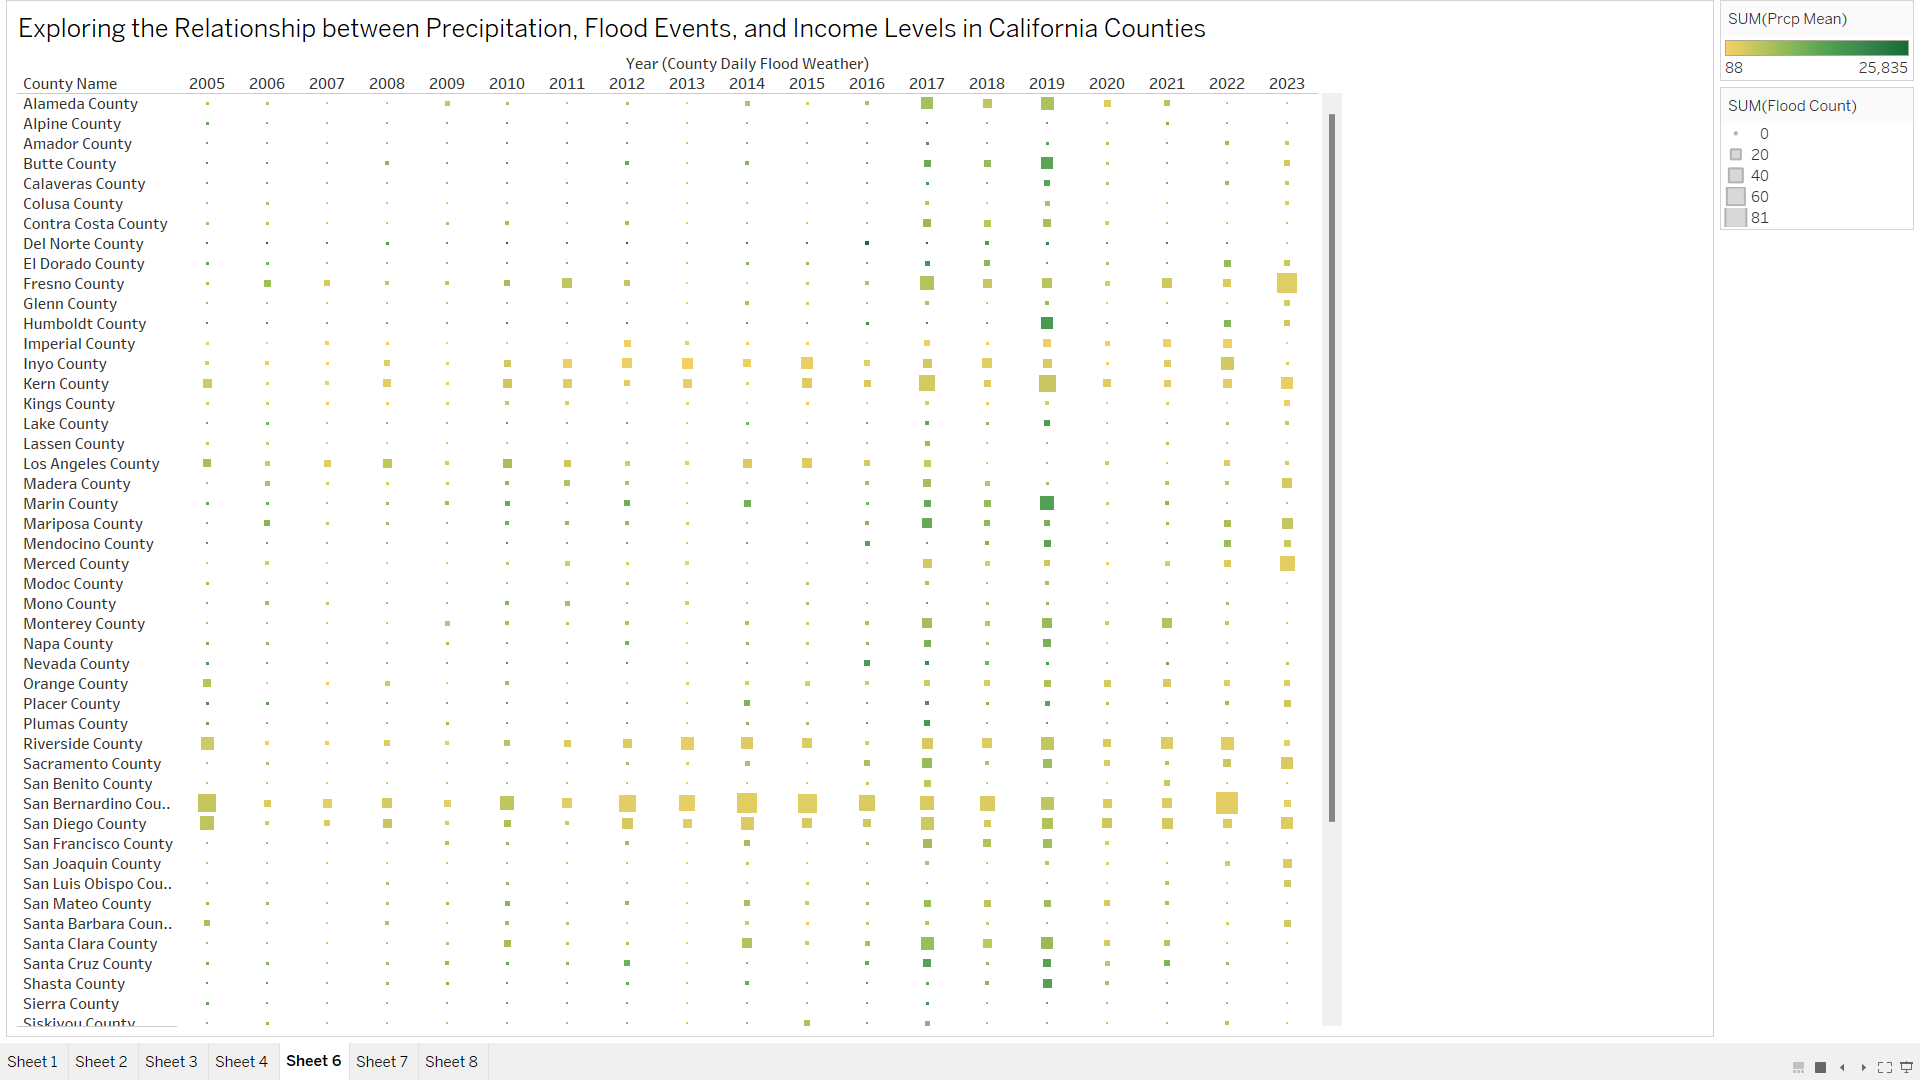 Exploring the Relationship between Precipitation, Flood Events, and Income Levels in California Counties
Year (County Daily Flood Weather)
County Name 2005 2006 2007 2008 2009 2010 2011 2012 2013 2014 2015 2016 2017 2018 2019 2020 2021 2022 2023
Alameda County
Alpine County
Amador County
Butte County
Calaveras County
Colusa County
Contra Costa County
Del Norte County
El Dorado County
Fresno County
Glenn County
Humboldt County
Imperial County
Inyo County
Kern County
Kings County
Lake County
Lassen County
Los Angeles County
Madera County
Marin County
Mariposa County
Mendocino County
Merced County
Modoc County
Mono County
Monterey County
Napa County
Nevada County
Orange County
Placer County
Plumas County
Riverside County
Sacramento County
San Benito County
San Bernardino Cou..
San Diego County
San Francisco County
San Joaquin County
San Luis Obispo Cou..
San Mateo County
Santa Barbara Coun..
Santa Clara County
Santa Cruz County
Shasta County
Sierra County
Siskiyou County
SUM(Prcp Mean)
88 25,835
SUM(Flood Count)
0
20
40
60
81
Sheet 1 Sheet 2 Sheet 3 Sheet 4 Sheet 6 Sheet 7 Sheet 8